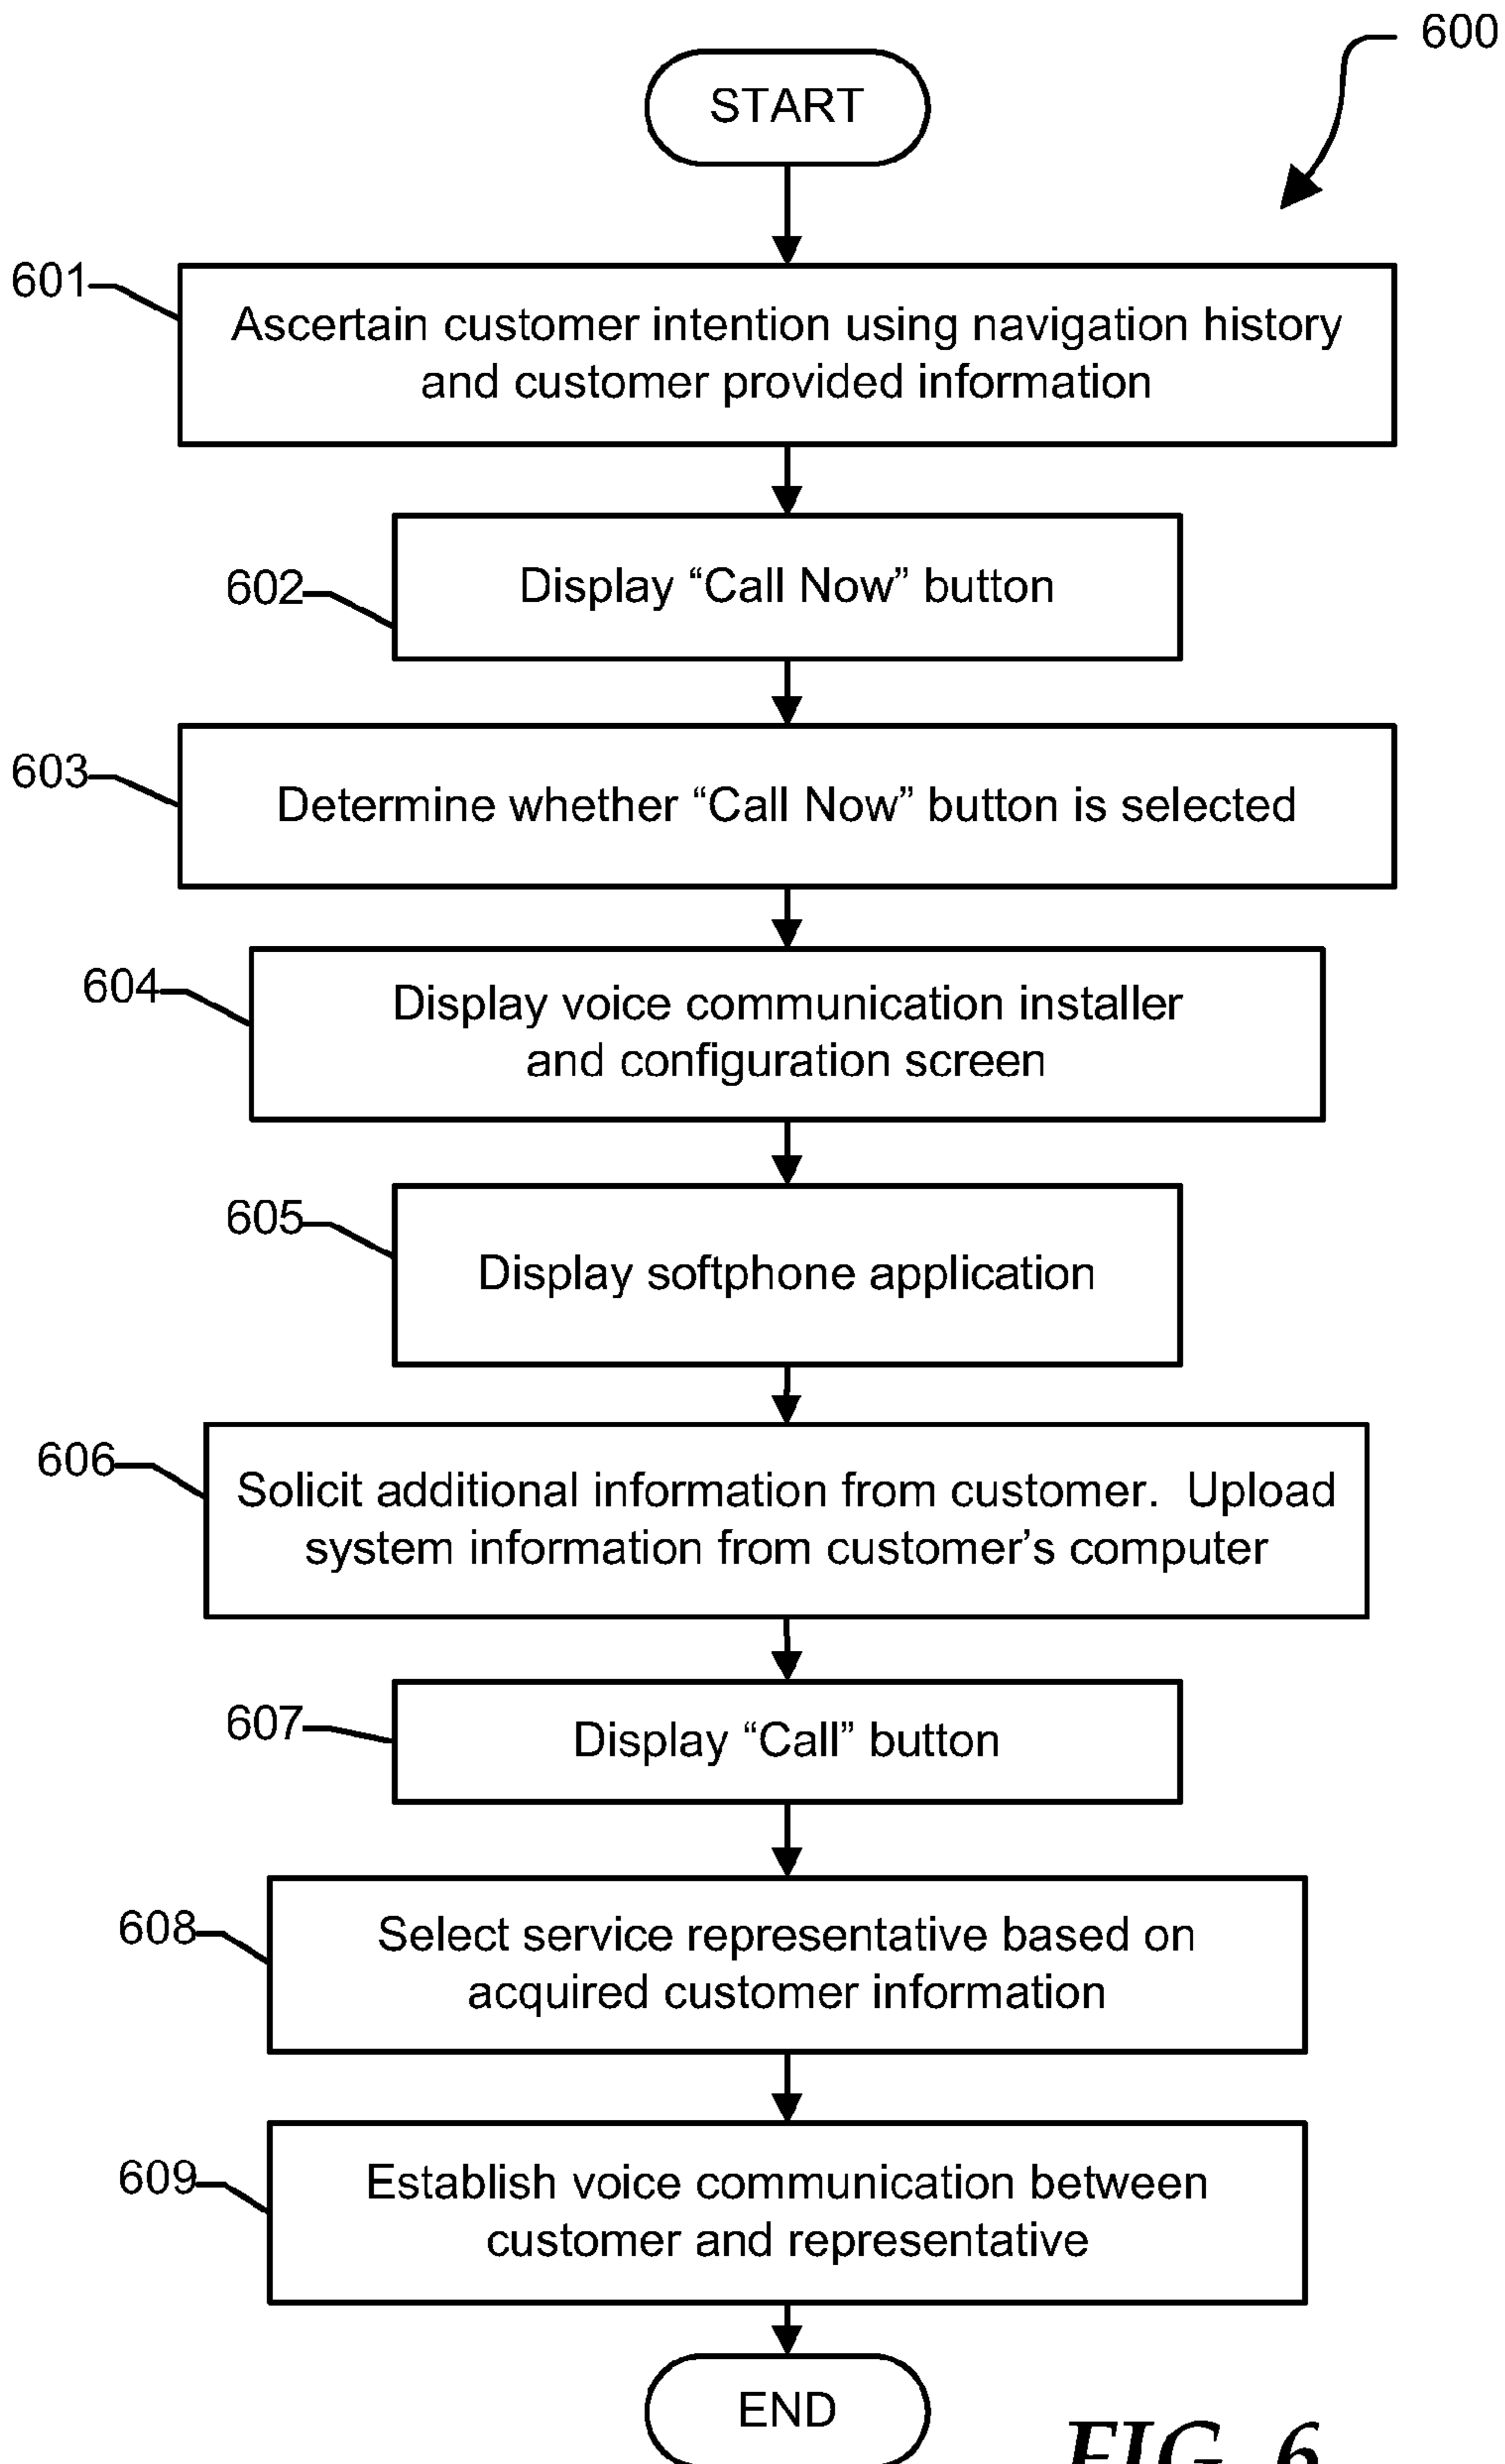 600
START
601
Ascertain customer intention using navigation history
and customer provided information
602
Display “Call Now” button
603
Determine whether “Call Now” button is selected
604
Display voice communication installer
and configuration screen
605
Display softphone application
606
Solicit additional information from customer.  Upload
system information from customer’s computer
607
Display “Call” button
608
Select service representative based on
acquired customer information
609
Establish voice communication between
customer and representative
END
FIG. 6